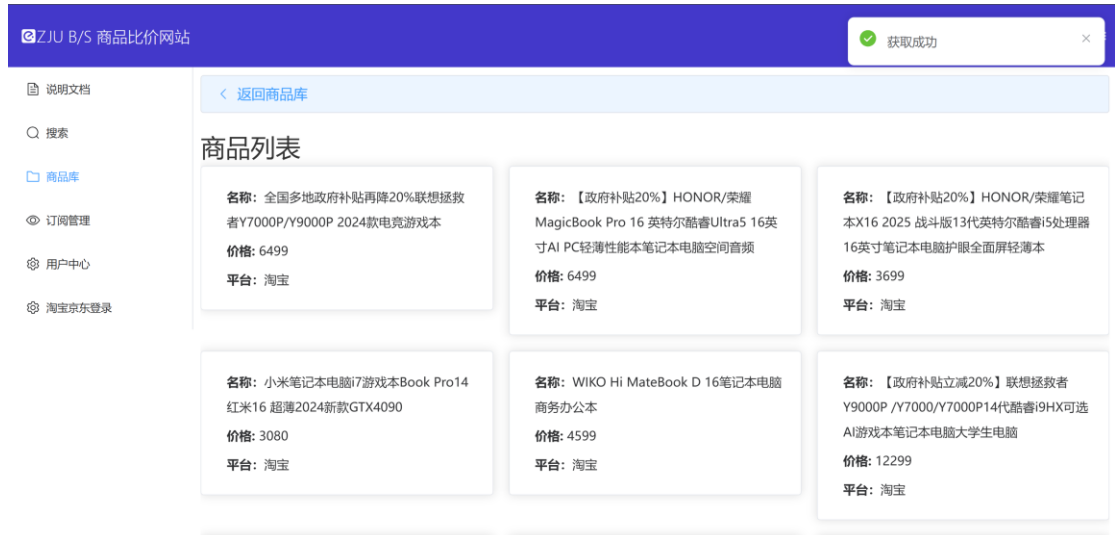 ZJU B/S 商品比价网站
获取成功
说明文档
搜索
商品库
订阅管理
用户中心
淘宝京东登录
返回商品库
商品列表
名称：全国多地政府补贴再降20%联想拯救
者Y7000P/Y9000P 2024款电竞游戏本
价格: 6499
平台：淘宝
名称：【政府补贴20%】HONOR/荣耀
MagicBook Pro 16 英特尔酷睿Ultra5 16英
寸AI PC轻薄性能本笔记本电脑空间音频
价格: 6499
平台：淘宝
名称：【政府补贴20%】HONOR/荣耀笔记
本X16 2025 战斗版13代英特尔酷睿i5处理器
16英寸笔记本电脑护眼全面屏轻薄本
价格: 3699
平台：淘宝
名称：小米笔记本电脑i7游戏本Book Pro14
红米16 超薄2024新款GTX4090
价格: 3080
平台：淘宝
名称：WIKO Hi MateBook D 16笔记本电脑
商务办公本
价格: 4599
平台：淘宝
名称：【政府补贴立减20%】联想拯救者
Y9000P /Y7000/Y7000P14代酷睿i9HX可选
AI游戏本笔记本电脑大学生电脑
价格: 12299
平台：淘宝